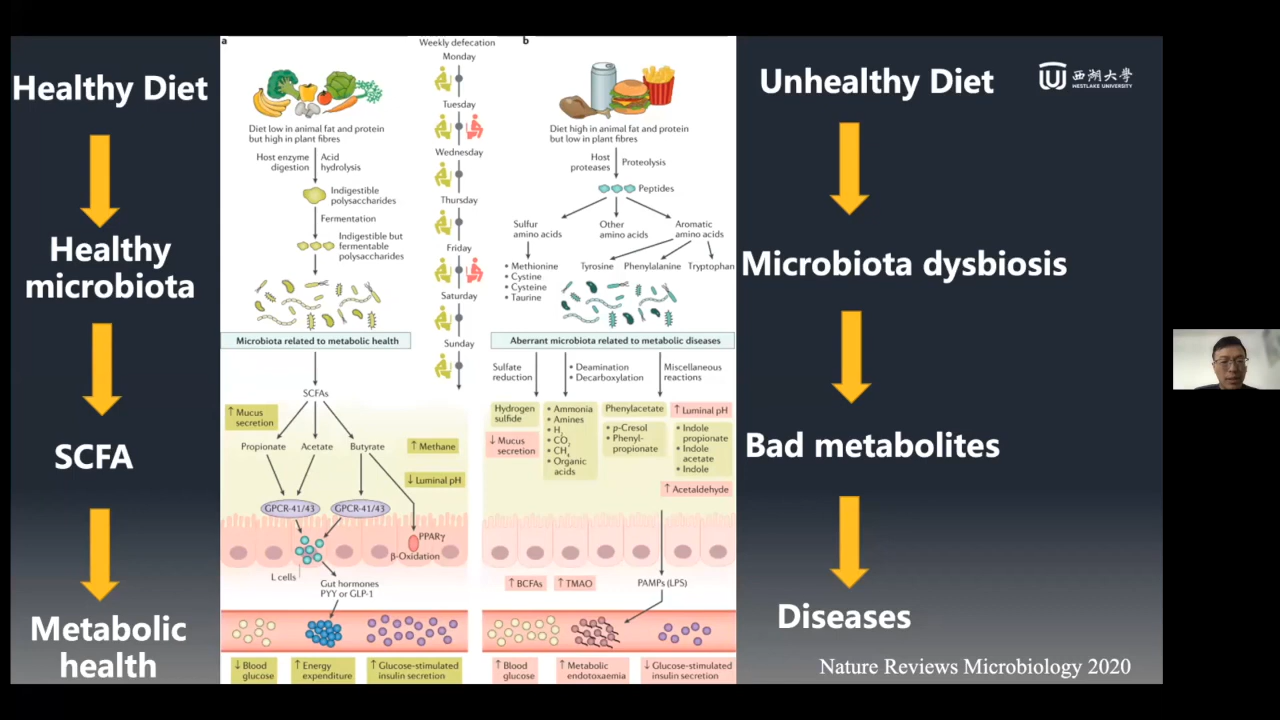 Healthy Diet
Healthy
microbiota
SCFA
Metabolic
health
a
Diet low in animal fat and protein
but high in plant fibres
Host enzyme
digestion
Acid
hydrolysis
Indigestible
polysaccharides
Fermentation
Indigestible but
fermentable
polysaccharides
Microbiota related to metabolic health
SCFAs
↑ Mucus
secretion
Propionate
Acetate
Butyrate
↑ Methane
↓ Luminal pH
GPCR-41/43
GPCR-41/43
PPARγ
β-Oxidation
L cells
Gut hormones
PYY or GLP-1
↓ Blood
glucose
↑ Energy
expenditure
↑ Glucose-stimulated
insulin secretion
Weekly defecation
Monday
Tuesday
Wednesday
Thursday
Friday
Saturday
Sunday
b
Diet high in animal fat and protein
but low in plant fibres
Host
proteases
Proteolysis
Peptides
Sulfur
amino acids
Other
amino acids
Aromatic
amino acids
• Methionine
• Cystine
• Cysteine
• Taurine
Tyrosine
Phenylalanine
Tryptophan
Aberrant microbiota related to metabolic diseases
Sulfate
reduction
• Deamination
• Decarboxylation
Miscellaneous
reactions
Hydrogen
sulfide
↓ Mucus
secretion
• Ammonia
• Amines
• H₂
• CO₂
• CH₄
• Organic
acids
Phenylacetate
• p-Cresol
• Phenyl-
propionate
↑ Luminal pH
• Indole
propionate
• Indole
acetate
• Indole
↑ Acetaldehyde
↑ BCFAs
↑ TMAO
PAMPs (LPS)
↑ Blood
glucose
↑ Metabolic
endotoxaemia
↓ Glucose-stimulated
insulin secretion
Unhealthy Diet
Microbiota dysbiosis
Bad metabolites
Diseases
西湖大學
WESTLAKE UNIVERSITY
Nature Reviews Microbiology 2020